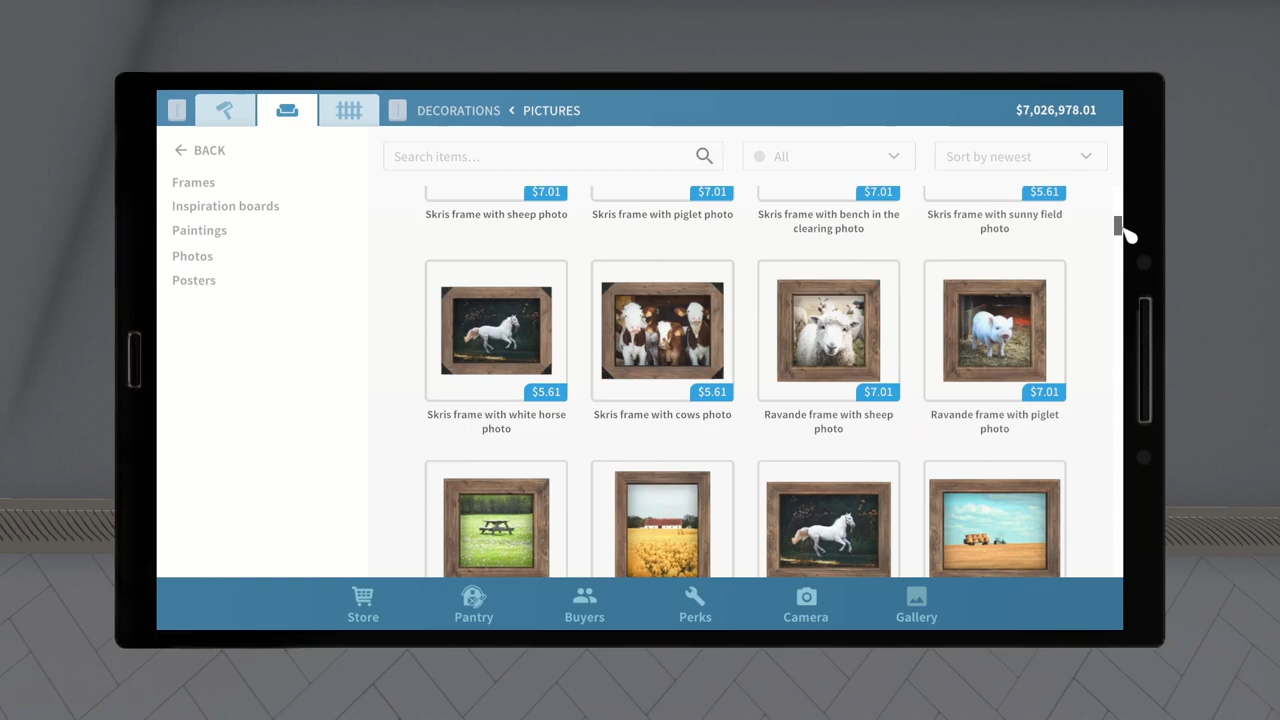 DECORATIONS < PICTURES
$7,026,978.01
BACK
Search items...
All
Sort by newest
Frames
Inspiration boards
Paintings
Photos
Posters
$7.01
$7.01
$7.01
$5.61
Skris frame with sheep photo
Skris frame with piglet photo
Skris frame with bench in the
clearing photo
Skris frame with sunny field
photo
$5.61
$5.61
$7.01
$7.01
Skris frame with white horse
photo
Skris frame with cows photo
Ravande frame with sheep
photo
Ravande frame with piglet
photo
Store
Pantry
Buyers
Perks
Camera
Gallery